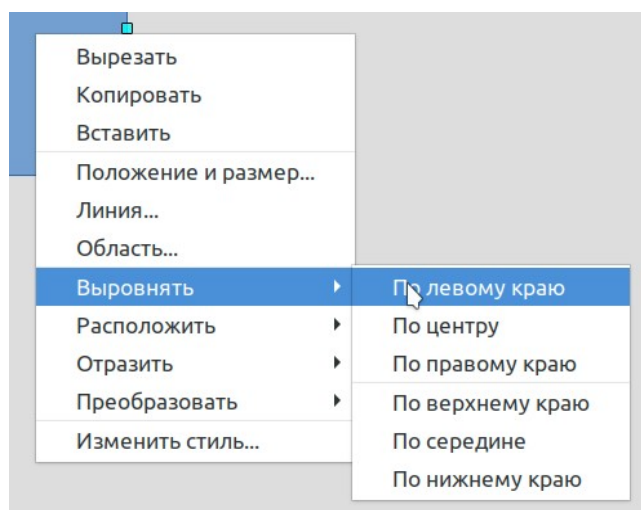 Вырезать
Копировать
Вставить
Положение и размер...
Линия...
Область...
Выровнять
Расположить
Отразить
Преобразовать
Изменить стиль...
По левому краю
По центру
По правому краю
По верхнему краю
По середине
По нижнему краю